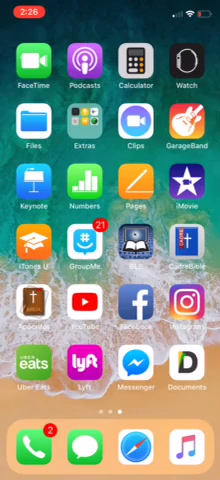 2:26
FaceTime Podcasts Calculator Watch
Files Extras Clips GarageBand
Keynote Numbers Pages iMovie
21
iTunes U GroupMe CadreBible
YouTube Facebook Instagram
Uber
eats
lyft
Uber Eats Lyft Messenger Documents
2